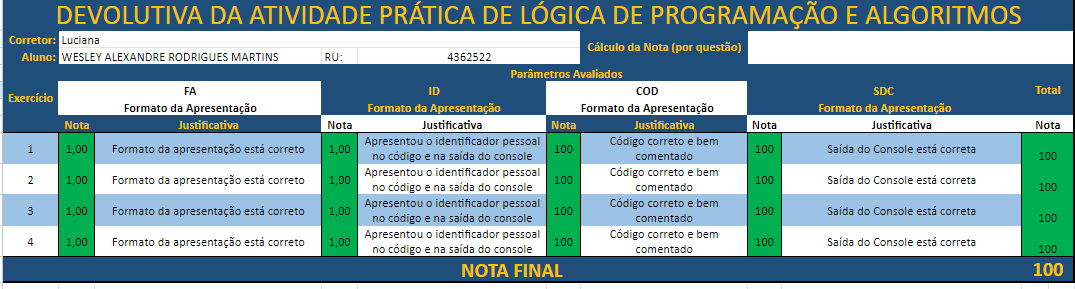 DEVOLUTIVA DA ATIVIDADE PRÁTICA DE LÓGICA DE PROGRAMAÇÃO E ALGORITMOS
Corretor: Luciana
Cálculo da Nota (por questão)
Aluno: WESLEY ALEXANDRE RODRIGUES MARTINS RU: 4362522
Parâmetros Avaliados
Exercício FA ID COD SDC Total
Formato da Apresentação Formato da Apresentação Formato da Apresentação Formato da Apresentação
Nota Justificativa Nota Justificativa Nota Justificativa Nota Justificativa Nota
1 1,00 Formato da apresentação está correto 1,00 Apresentou o identificador pessoal no código e na saída do console 100 Código correto e bem comentado 100 Saída do Console está correta 100
2 1,00 Formato da apresentação está correto 1,00 Apresentou o identificador pessoal no código e na saída do console 100 Código correto e bem comentado 100 Saída do Console está correta 100
3 1,00 Formato da apresentação está correto 1,00 Apresentou o identificador pessoal no código e na saída do console 100 Código correto e bem comentado 100 Saída do Console está correta 100
4 1,00 Formato da apresentação está correto 1,00 Apresentou o identificador pessoal no código e na saída do console 100 Código correto e bem comentado 100 Saída do Console está correta 100
NOTA FINAL 100